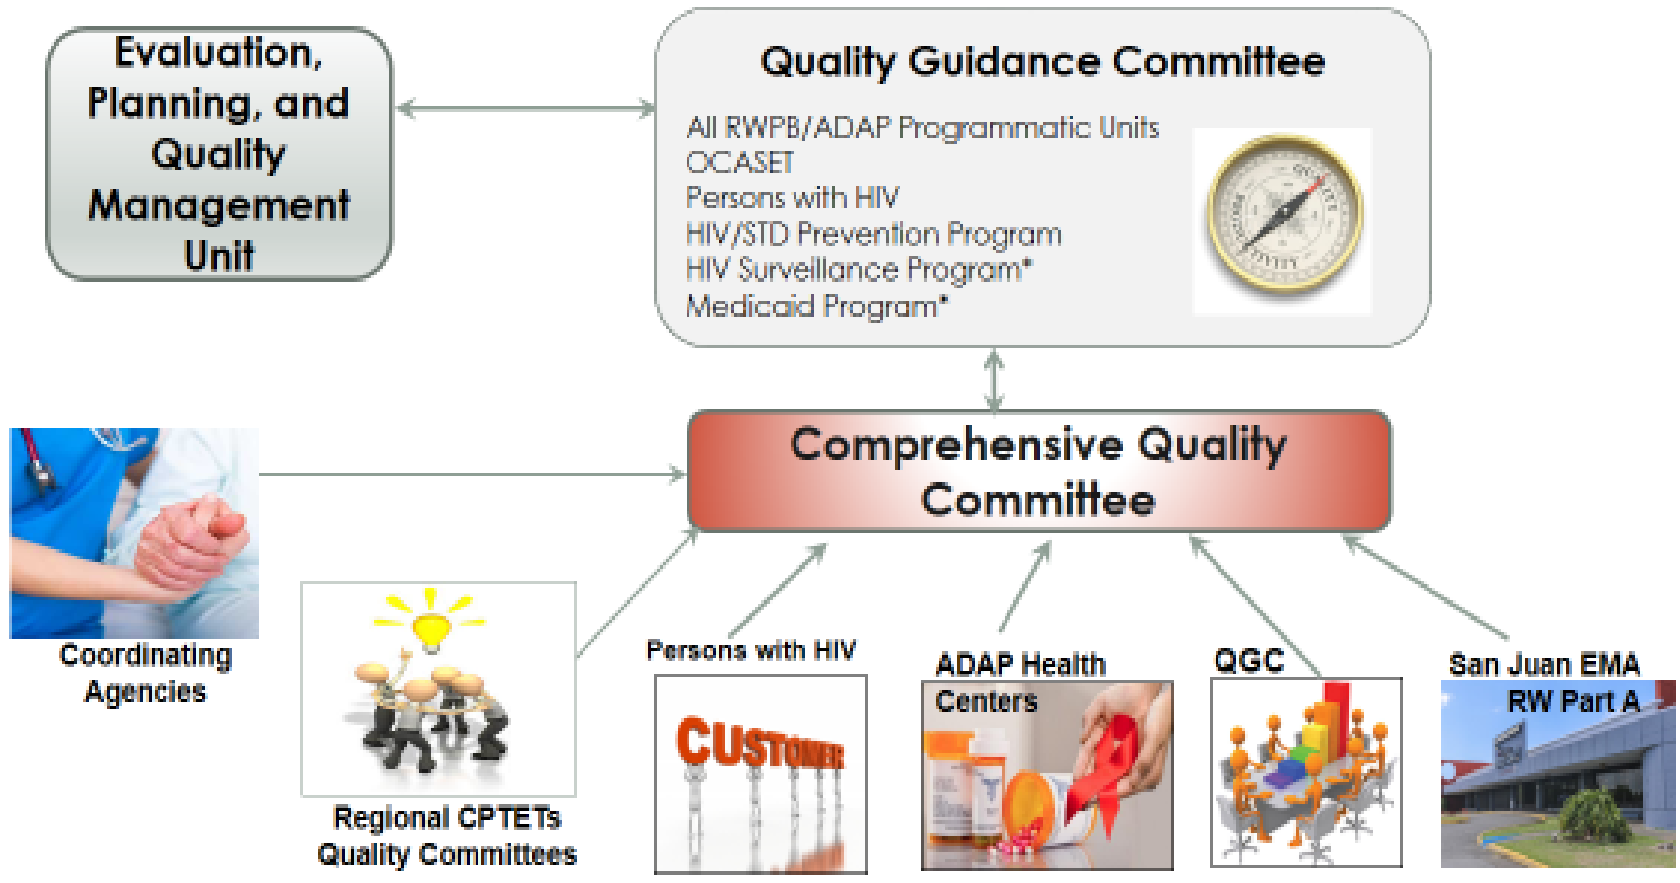 Evaluation,
Planning, and
Quality
Management
Unit
Quality Guidance Committee
All RWPB/ADAP Programmatic Units
OCASET
Persons with HIV
HIV/STD Prevention Program
HIV Surveillance Program*
Medicaid Program*
Comprehensive Quality
Committee
Coordinating
Agencies
Regional CPTETs
Quality Committees
Persons with HIV
CUSTOMER
ADAP Health
Centers
QGC
San Juan EMA
RW Part A